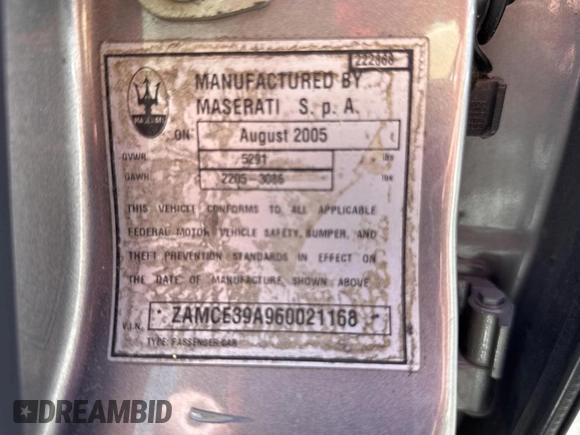 222888
MANUFACTURED BY
MASERATI S.p.A.
MASERATI
ON August 2005
GVWR 5291 lbs
GAWR 2205-3086 lbs
THIS VEHICLE CONFORMS TO ALL APPLICABLE
FEDERAL MOTOR VEHICLE SAFETY, BUMPER, AND
THEFT PREVENTION STANDARDS IN EFFECT ON
THE DATE OF MANUFACTURE SHOWN ABOVE
V.I.N. * ZAMCE39A960021168 *
TYPE: PASSENGER CAR
DREAMBID